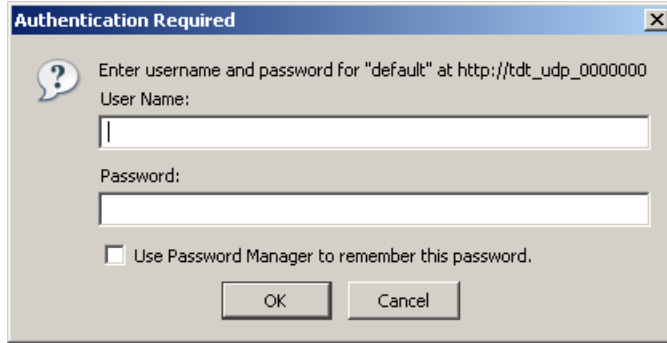 Authentication Required
Enter username and password for "default" at http://tdt_udp_0000000
User Name:
Password:
Use Password Manager to remember this password.
OK
Cancel